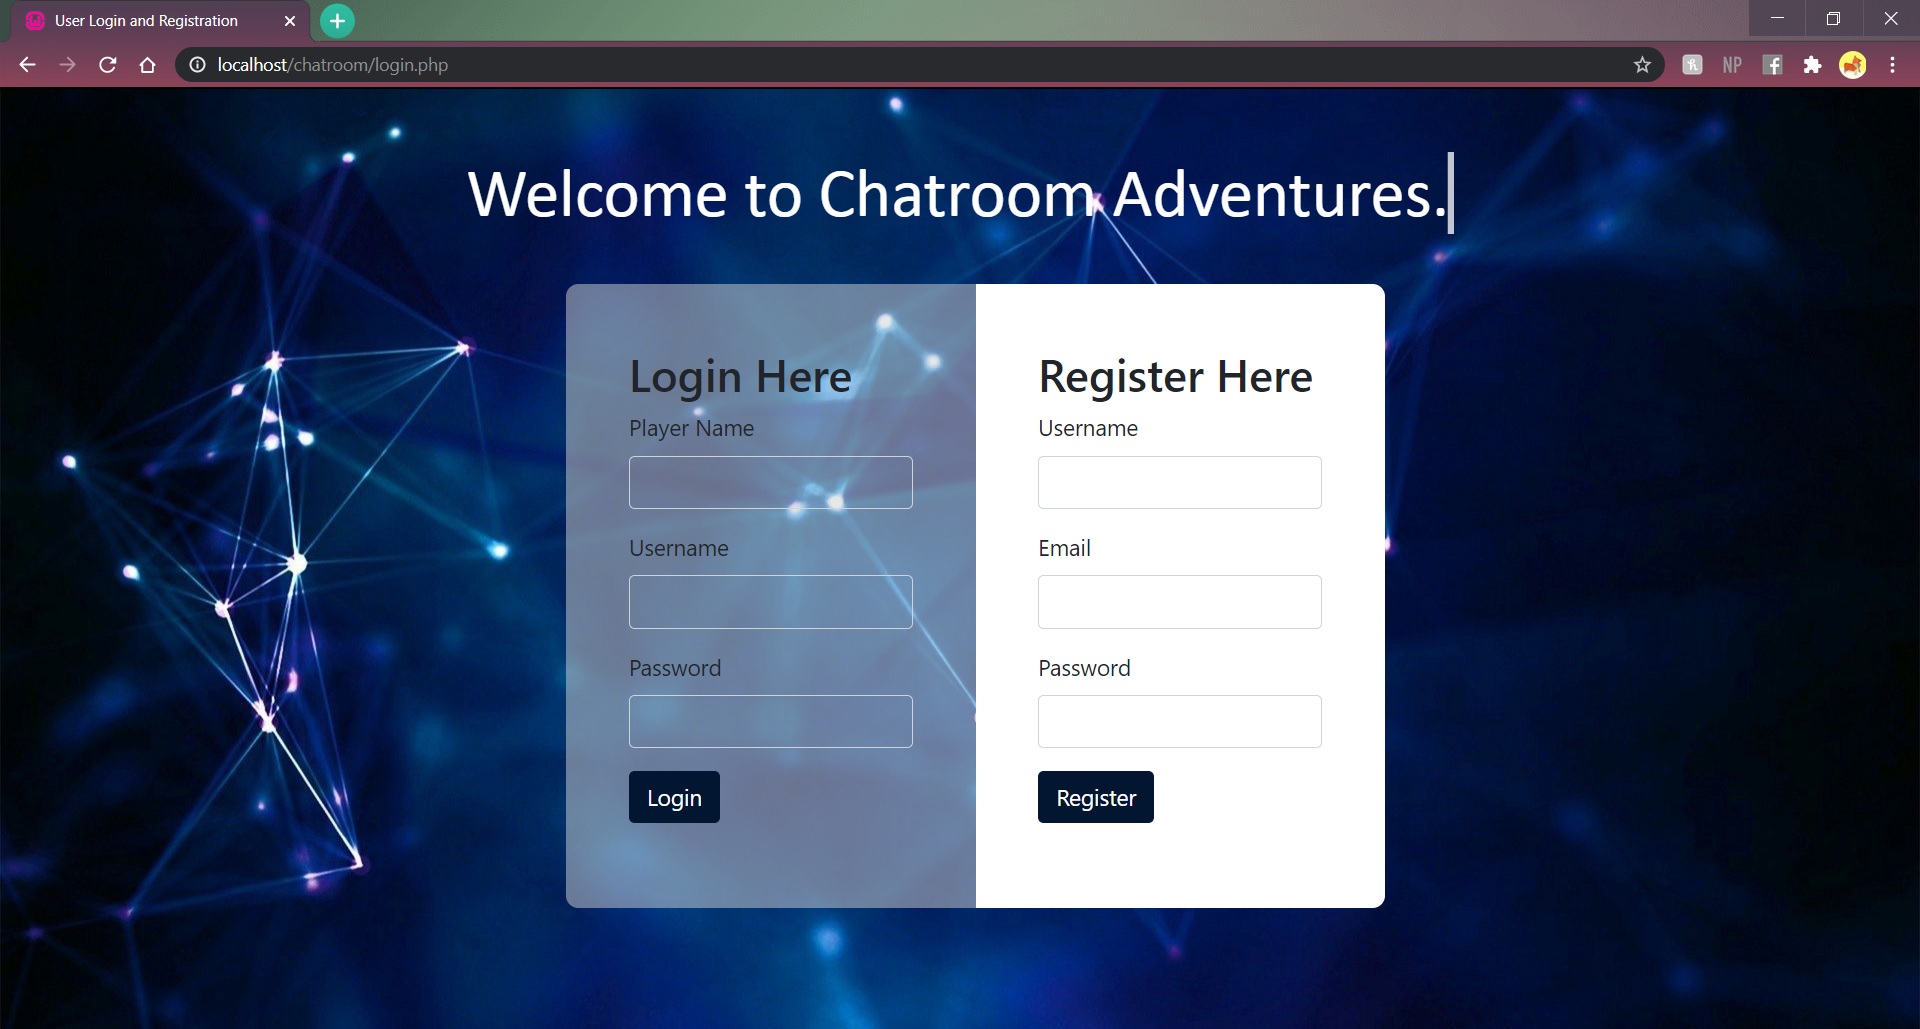 User Login and Registration
localhost/chatroom/login.php
NP
Welcome to Chatroom Adventures.
Login Here
Player Name
Username
Password
Login
Register Here
Username
Email
Password
Register